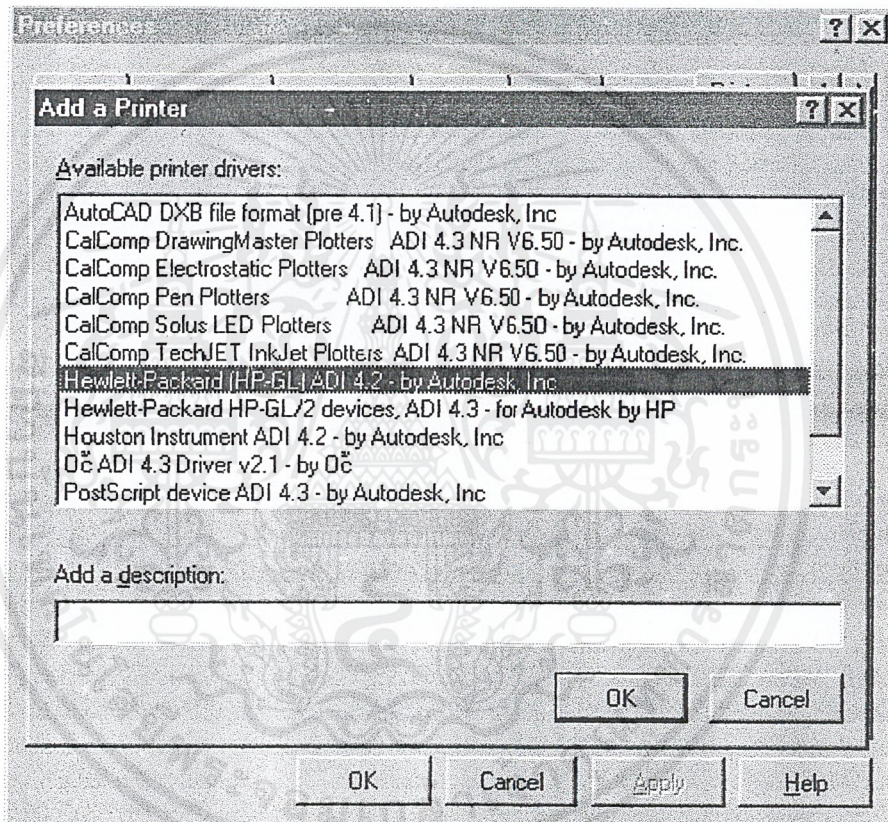 Preferences
Add a Printer
Available printer drivers:
AutoCAD DXB file format (pre 4.1) - by Autodesk, Inc
CalComp DrawingMaster Plotters ADI 4.3 NR V6.50 - by Autodesk, Inc.
CalComp Electrostatic Plotters ADI 4.3 NR V6.50 - by Autodesk, Inc.
CalComp Pen Plotters ADI 4.3 NR V6.50 - by Autodesk, Inc.
CalComp Solus LED Plotters ADI 4.3 NR V6.50 - by Autodesk, Inc.
CalComp TechJET InkJet Plotters ADI 4.3 NR V6.50 - by Autodesk, Inc.
Hewlett-Packard (HP-GL) ADI 4.2 - by Autodesk, Inc
Hewlett-Packard HP-GL/2 devices, ADI 4.3 - for Autodesk by HP
Houston Instrument ADI 4.2 - by Autodesk, Inc
Oč ADI 4.3 Driver v2.1 - by Oč
PostScript device ADI 4.3 - by Autodesk, Inc
Add a description:
OK Cancel
OK Cancel Apply Help